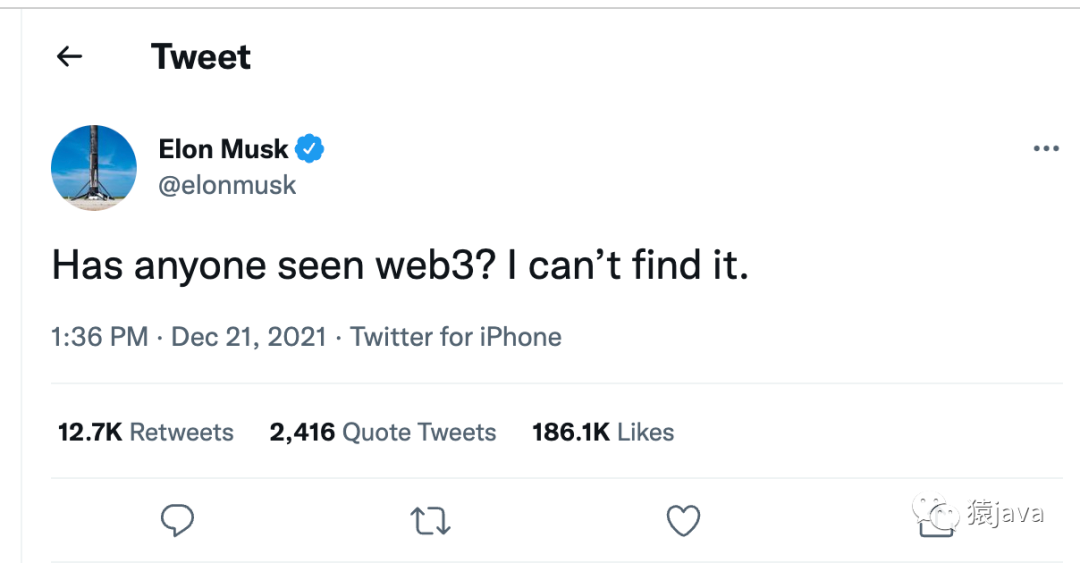 Tweet
Elon Musk
@elonmusk
Has anyone seen web3? I can’t find it.
1:36 PM · Dec 21, 2021 · Twitter for iPhone
12.7K Retweets 2,416 Quote Tweets 186.1K Likes
猿java